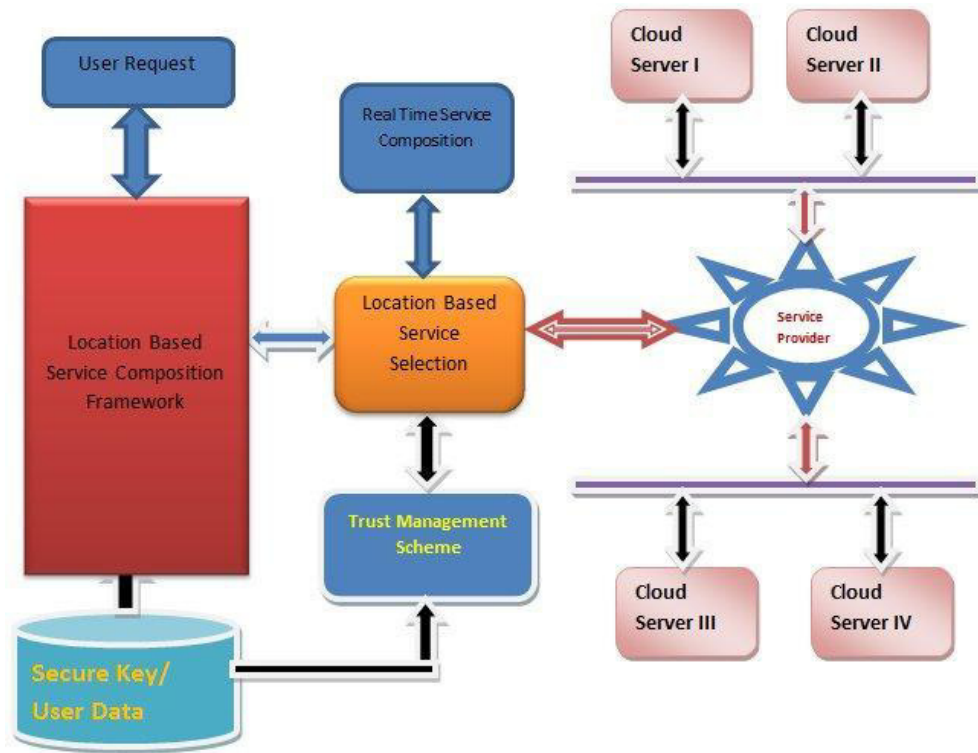 User Request
Real Time Service
Composition
Cloud
Server I
Cloud
Server II
Location Based
Service Composition
Framework
Location Based
Service
Selection
Service
Provider
Trust Management
Scheme
Secure Key/
User Data
Cloud
Server III
Cloud
Server IV